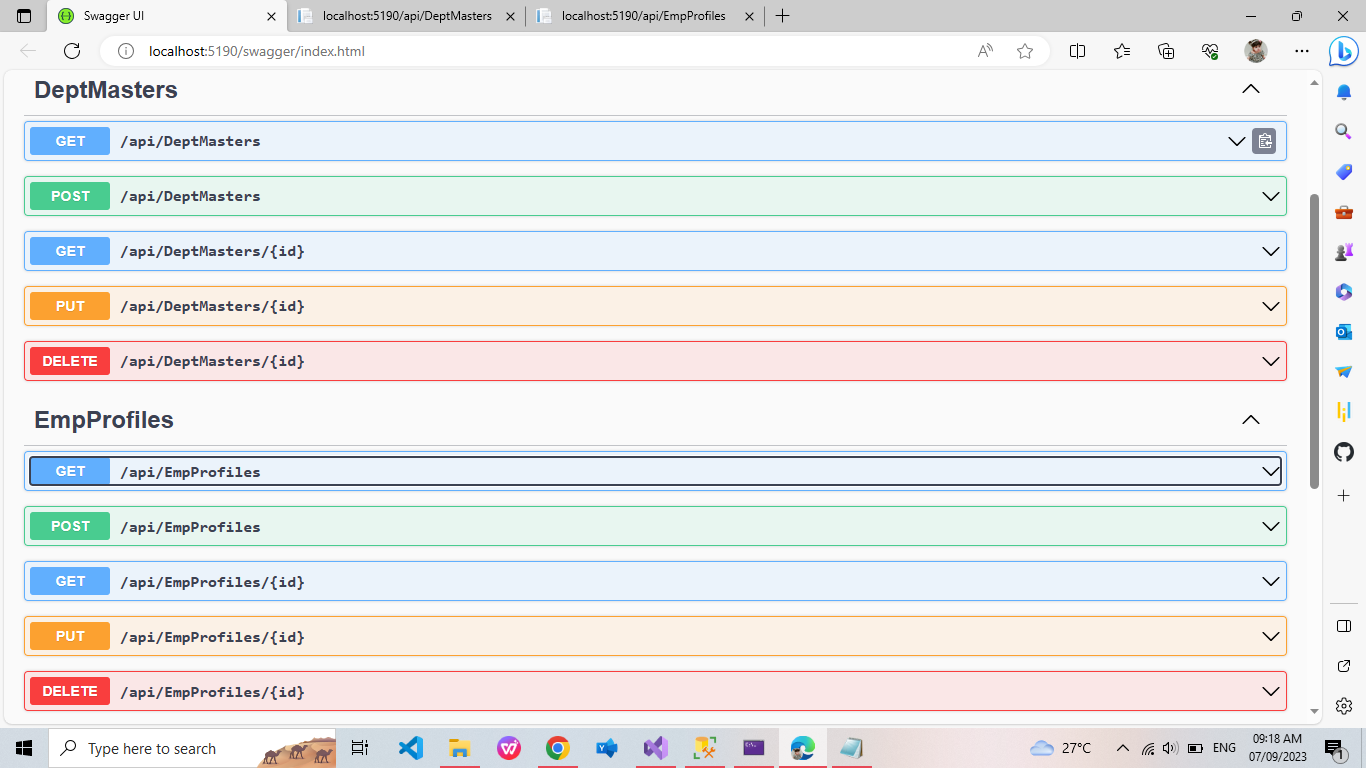 Swagger UI
localhost:5190/api/DeptMasters
localhost:5190/api/EmpProfiles
localhost:5190/swagger/index.html
DeptMasters
GET /api/DeptMasters
POST /api/DeptMasters
GET /api/DeptMasters/{id}
PUT /api/DeptMasters/{id}
DELETE /api/DeptMasters/{id}
EmpProfiles
GET /api/EmpProfiles
POST /api/EmpProfiles
GET /api/EmpProfiles/{id}
PUT /api/EmpProfiles/{id}
DELETE /api/EmpProfiles/{id}
Type here to search
27°C
ENG
09:18 AM
07/09/2023
1